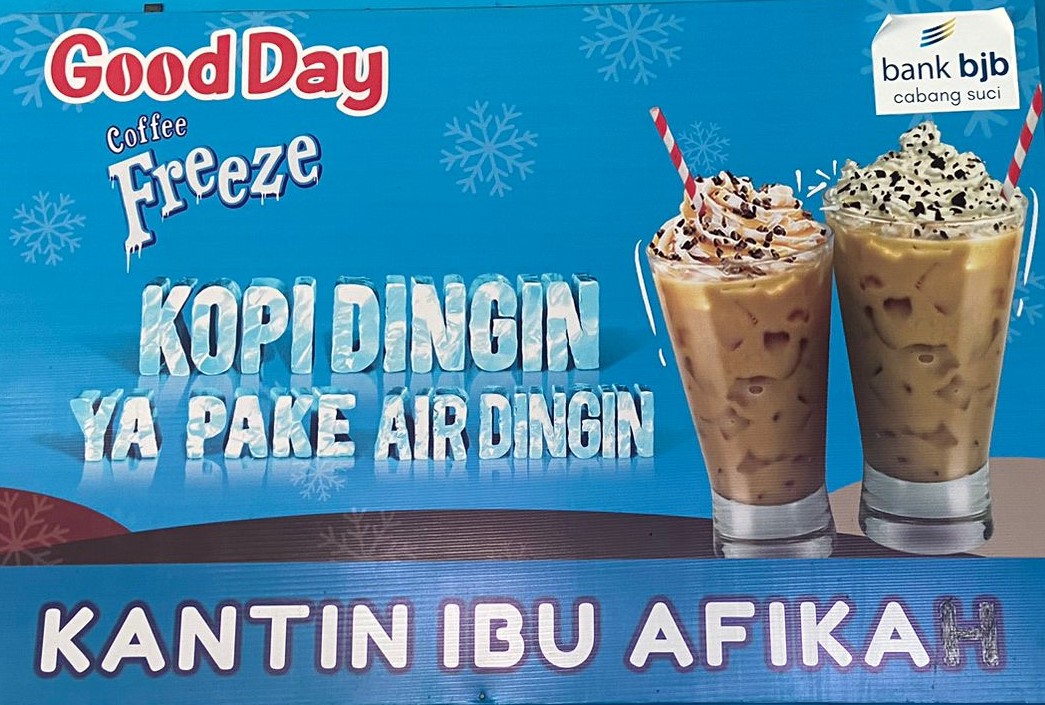 Good Day
Coffee
Freeze
bank bjb
cabang suci
KOPI DINGIN
YA PAKE AIR DINGIN
KANTIN IBU AFIKAH